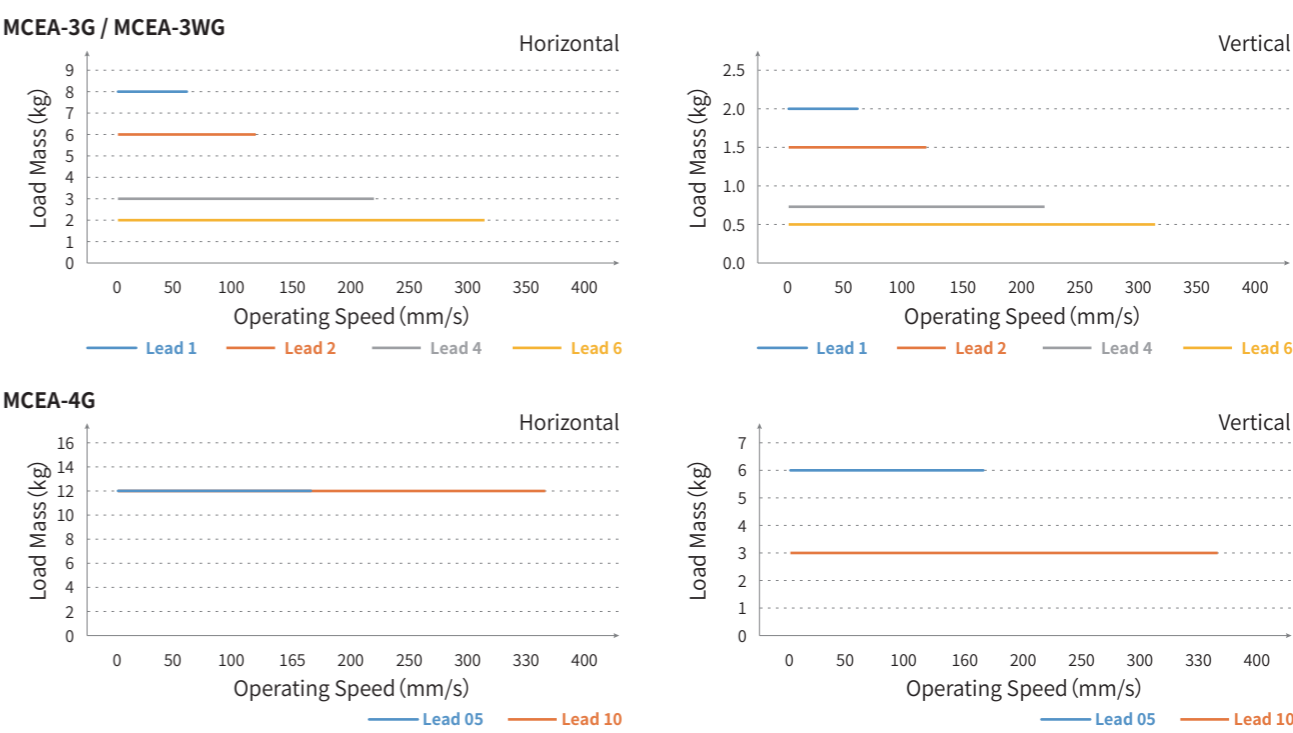 MCEA-3G / MCEA-3WG
Horizontal
Load Mass (kg)
9
8
7
6
5
4
3
2
1
0
0 50 100 150 200 250 300 350 400
Operating Speed (mm/s)
Lead 1 Lead 2 Lead 4 Lead 6
Vertical
Load Mass (kg)
2.5
2.0
1.5
1.0
0.5
0.0
0 50 100 150 200 250 300 350 400
Operating Speed (mm/s)
Lead 1 Lead 2 Lead 4 Lead 6
MCEA-4G
Horizontal
Load Mass (kg)
16
14
12
10
8
6
4
2
0
0 50 100 165 200 250 300 330 400
Operating Speed (mm/s)
Lead 05 Lead 10
Vertical
Load Mass (kg)
7
6
5
4
3
2
1
0
0 50 100 160 200 250 300 330 400
Operating Speed (mm/s)
Lead 05 Lead 10